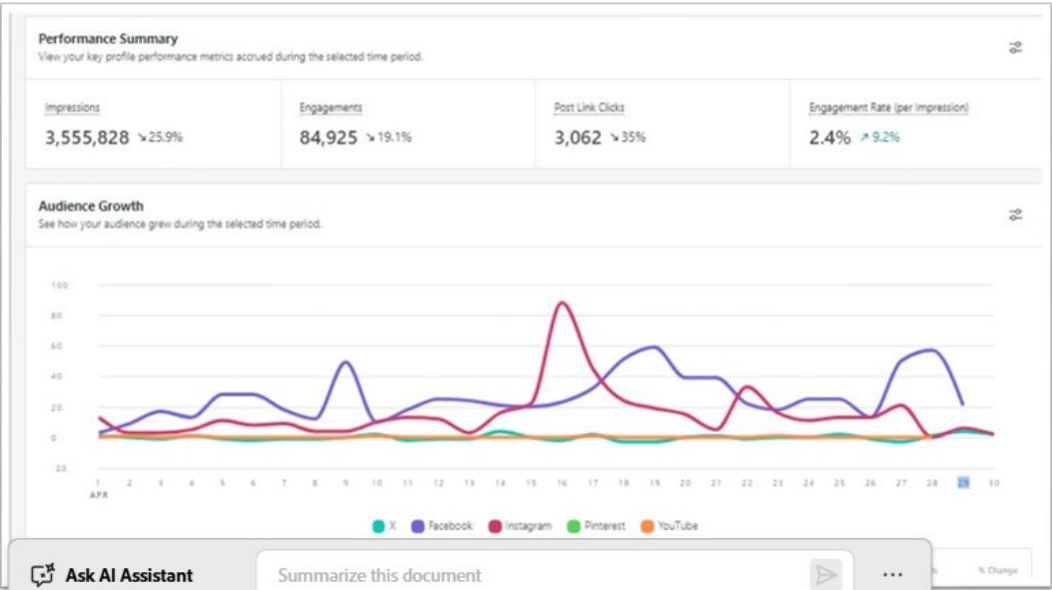 Performance Summary
View your key profile performance metrics accrued during the selected time period.
Impressions
3,555,828 ↘25.9%
Engagements
84,925 ↘19.1%
Post Link Clicks
3,062 ↘35%
Engagement Rate (per Impression)
2.4% ↗9.2%
Audience Growth
See how your audience grew during the selected time period.
100
80
60
40
20
0
20
1 2 3 4 5 6 7 8 9 10 11 12 13 14 15 16 17 18 19 20 21 22 23 24 25 26 27 28 29 30
APR
X Facebook Instagram Pinterest YouTube
% Change
Ask AI Assistant
Summarize this document